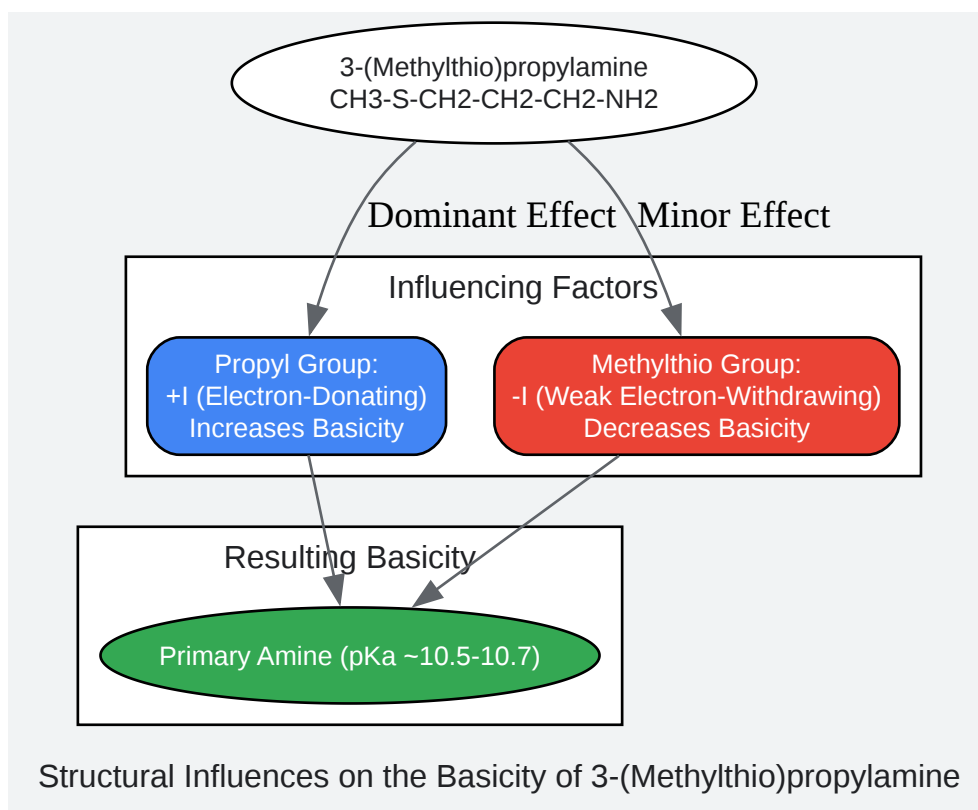 3-(Methylthio)propylamine
CH3-S-CH2-CH2-CH2-NH2
Dominant Effect
Minor Effect
Influencing Factors
Propyl Group:
+I (Electron-Donating)
Increases Basicity
Methylthio Group:
-I (Weak Electron-Withdrawing)
Decreases Basicity
Resulting Basicity
Primary Amine (pKa ~10.5-10.7)
Structural Influences on the Basicity of 3-(Methylthio)propylamine